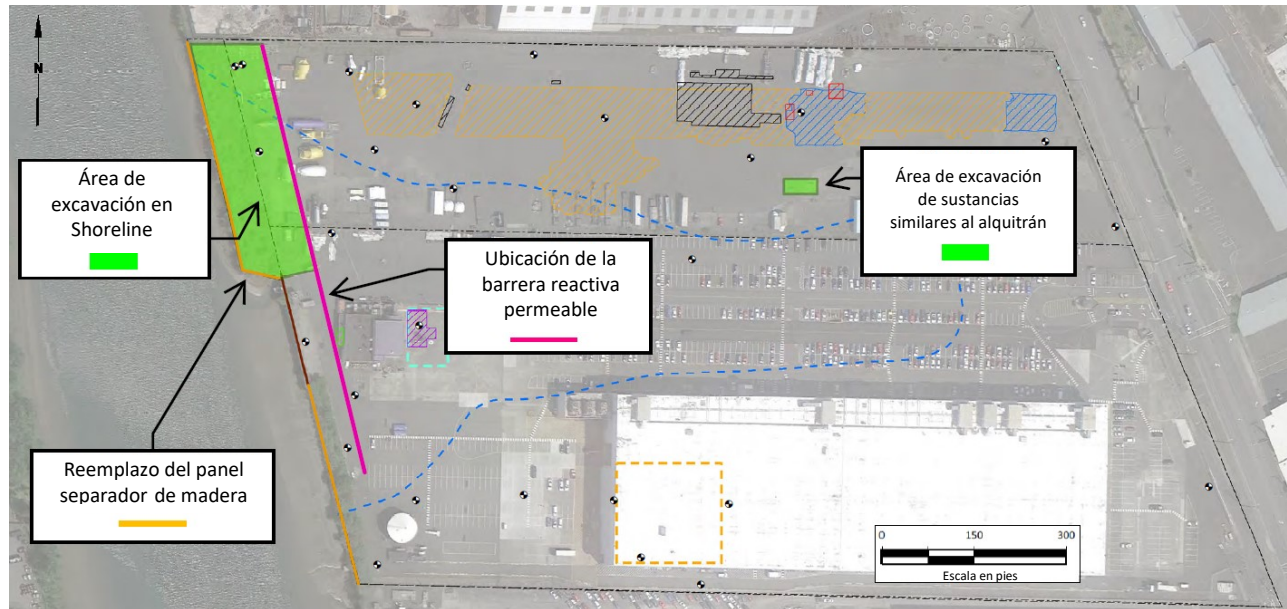 N
Área de
excavación en
Shoreline
Ubicación de la
barrera reactiva
permeable
Área de excavación
de sustancias
similares al alquitrán
Reemplazo del panel
separador de madera
0 150 300
Escala en pies